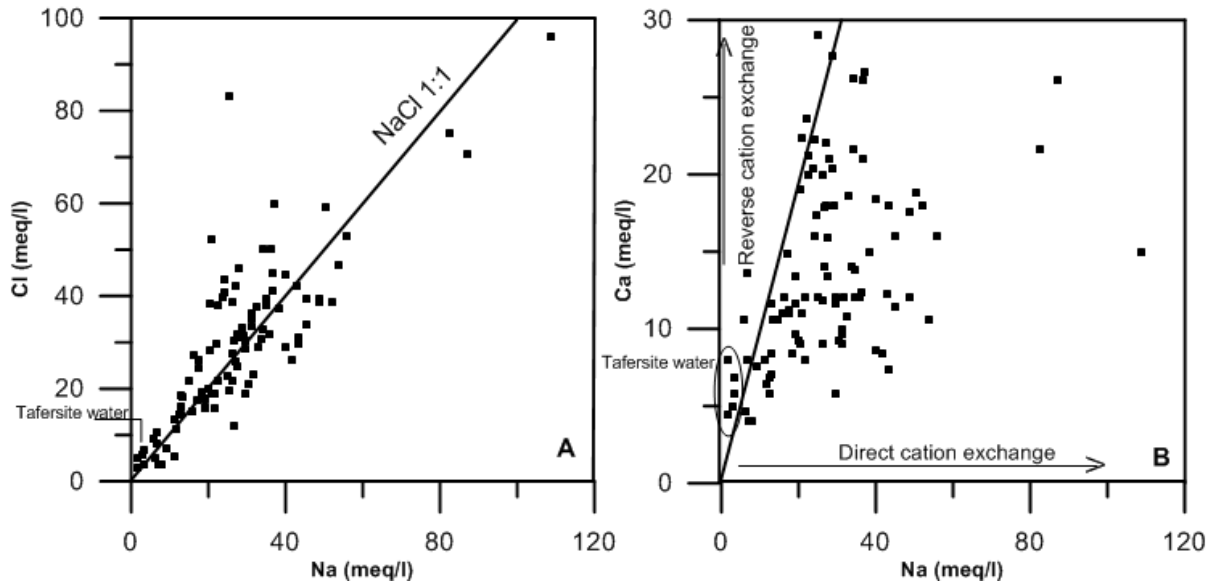 100
80
60
40
20
0
Cl (meq/l)
NaCl 1:1
Tafersite water
A
0
40
80
120
Na (meq/l)
30
20
10
0
Ca (meq/l)
Reverse cation exchange
Tafersite water
Direct cation exchange
B
0
40
80
120
Na (meq/l)